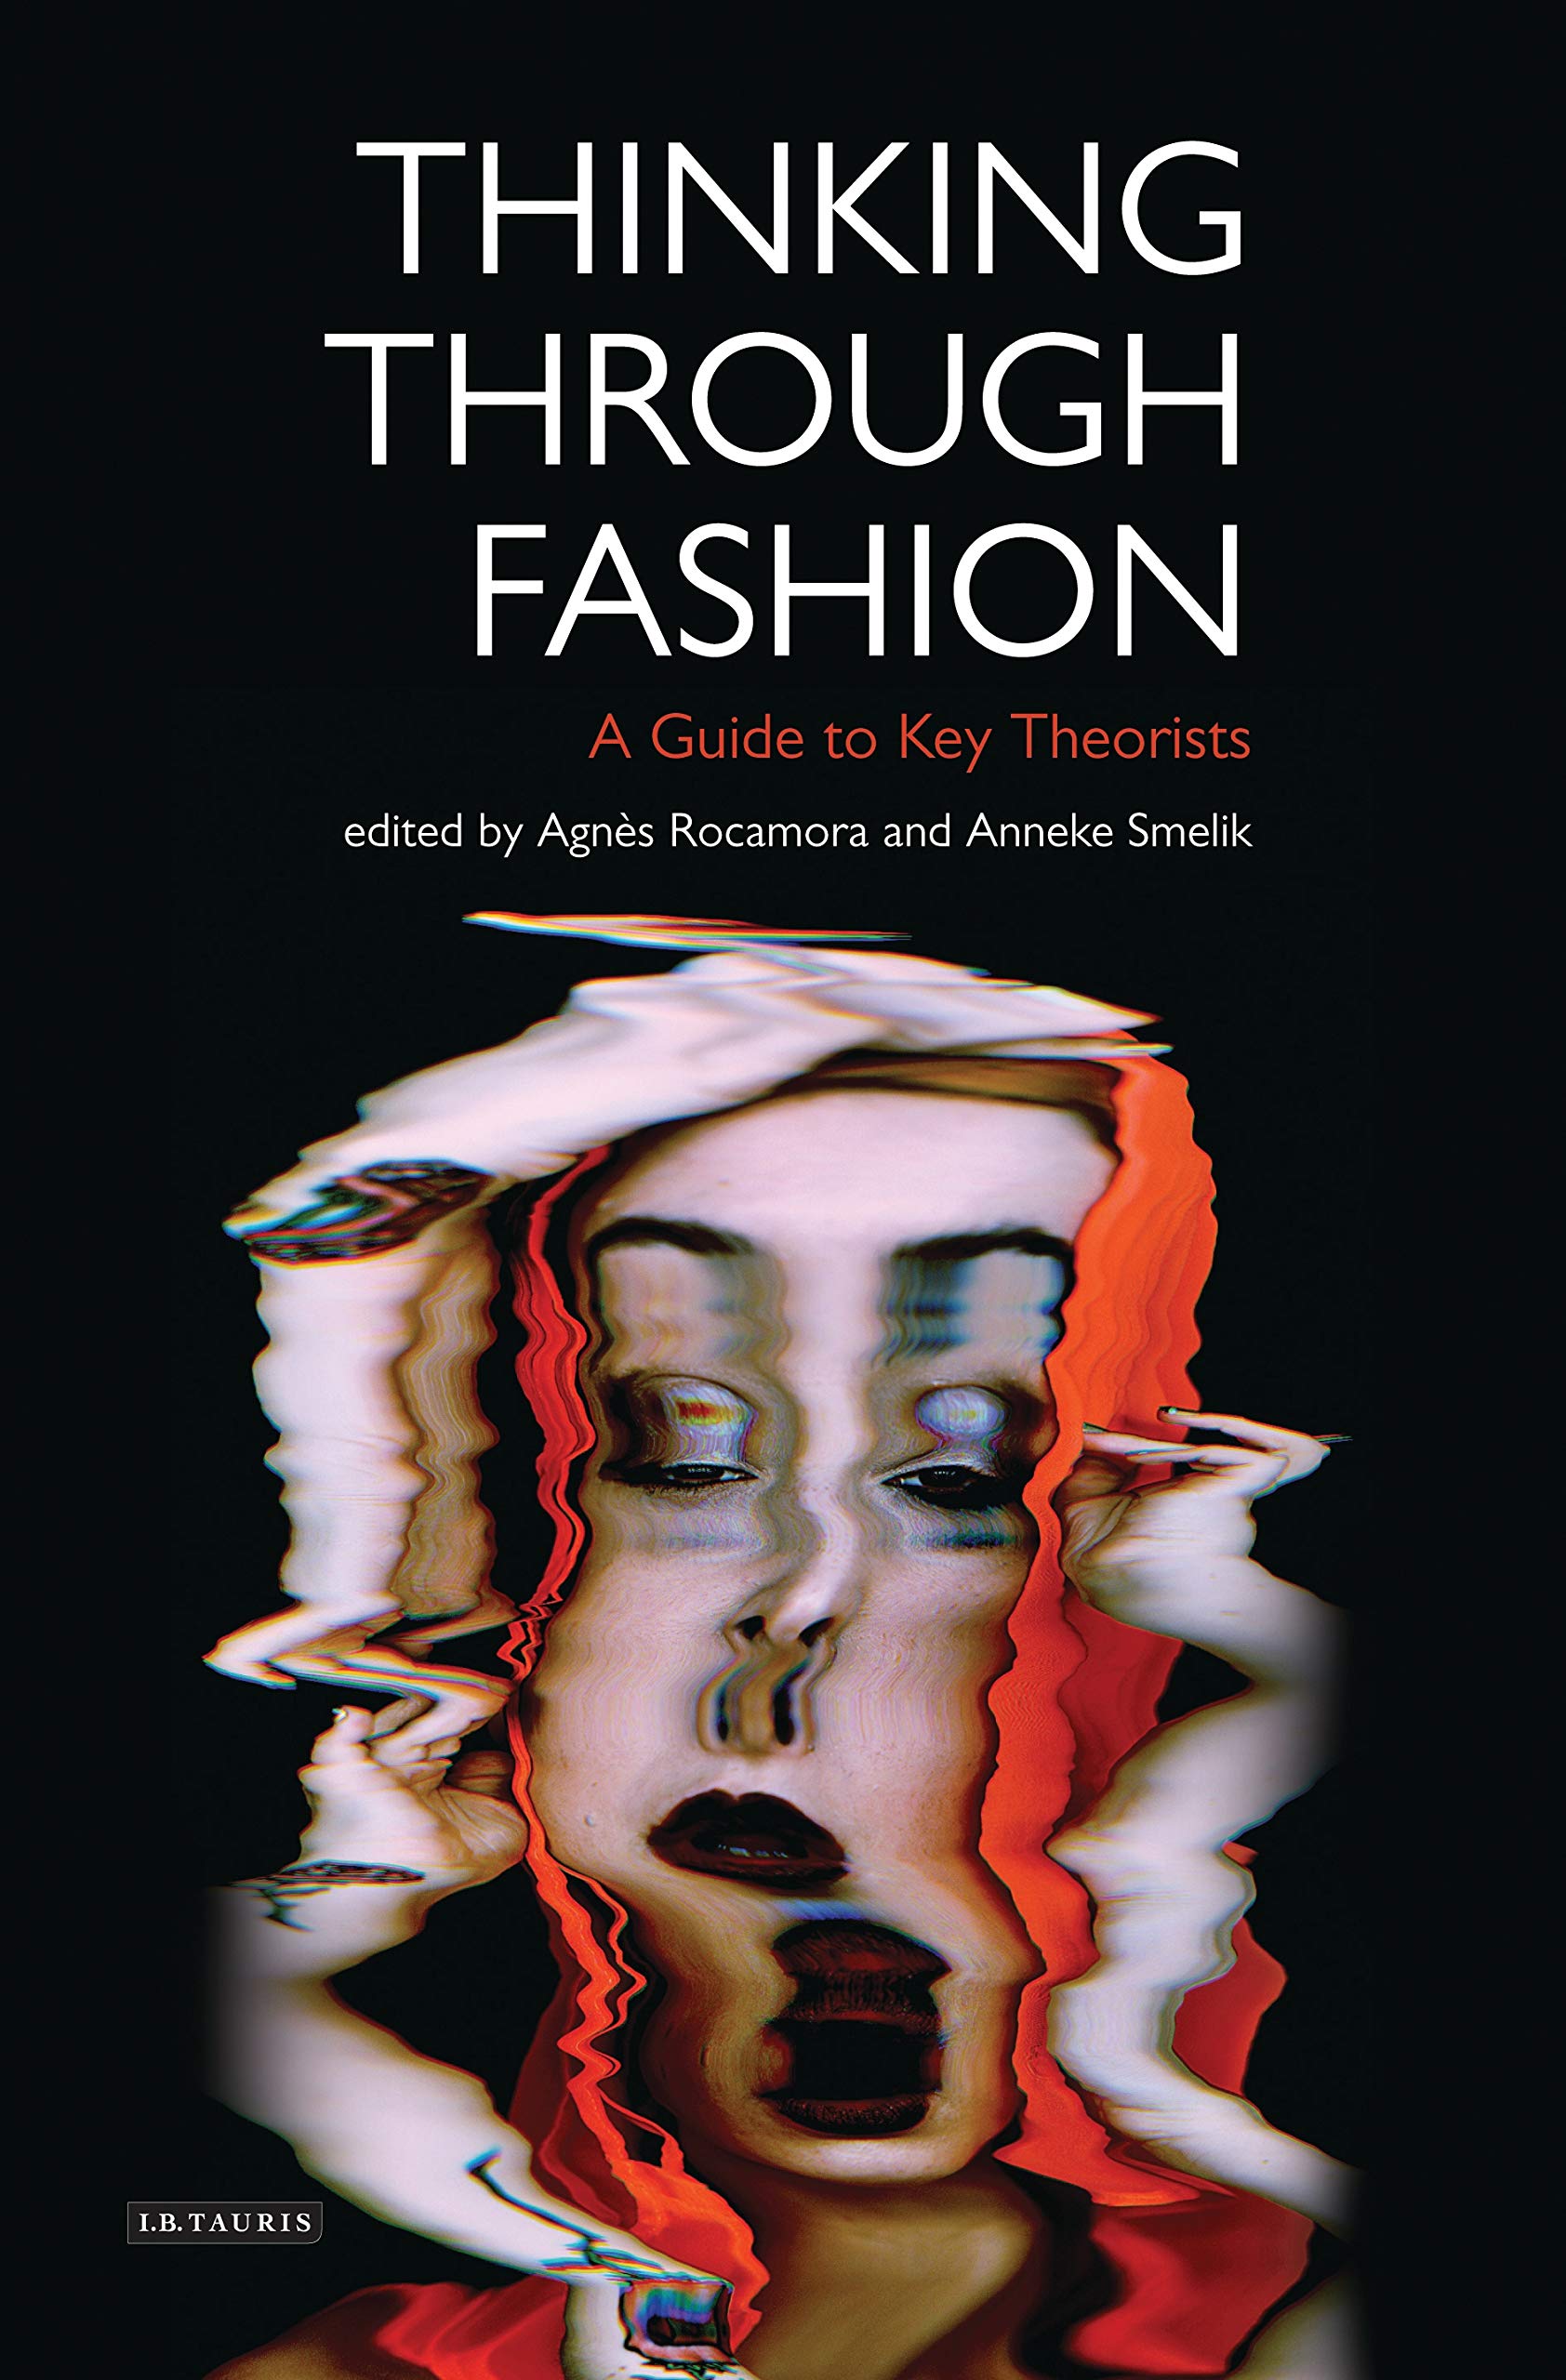 THINKING
THROUGH
FASHION
A Guide to Key Theorists
edited by Agnès Rocamora and Anneke Smelik
I.B.TAURIS